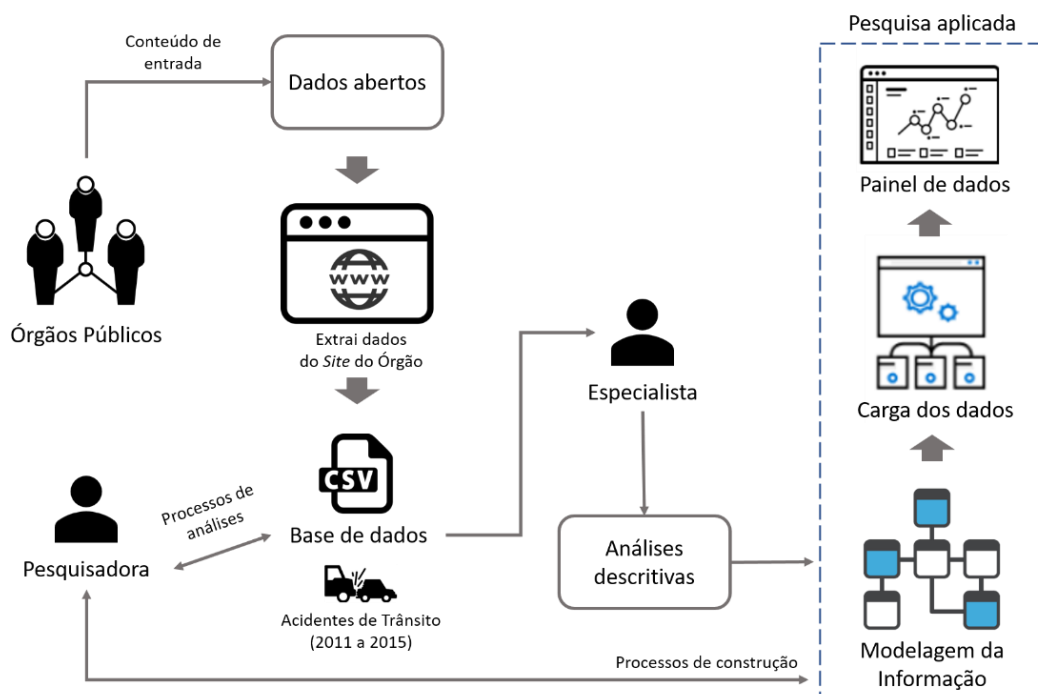 Pesquisa aplicada
Conteúdo de
entrada
Dados abertos
Painel de dados
Órgãos Públicos
www
Extrai dados
do Site do Órgão
Especialista
Carga dos dados
CSV
Processos de
análises
Base de dados
Pesquisadora
Análises
descritivas
Acidentes de Trânsito
(2011 a 2015)
Processos de construção
Modelagem da
Informação